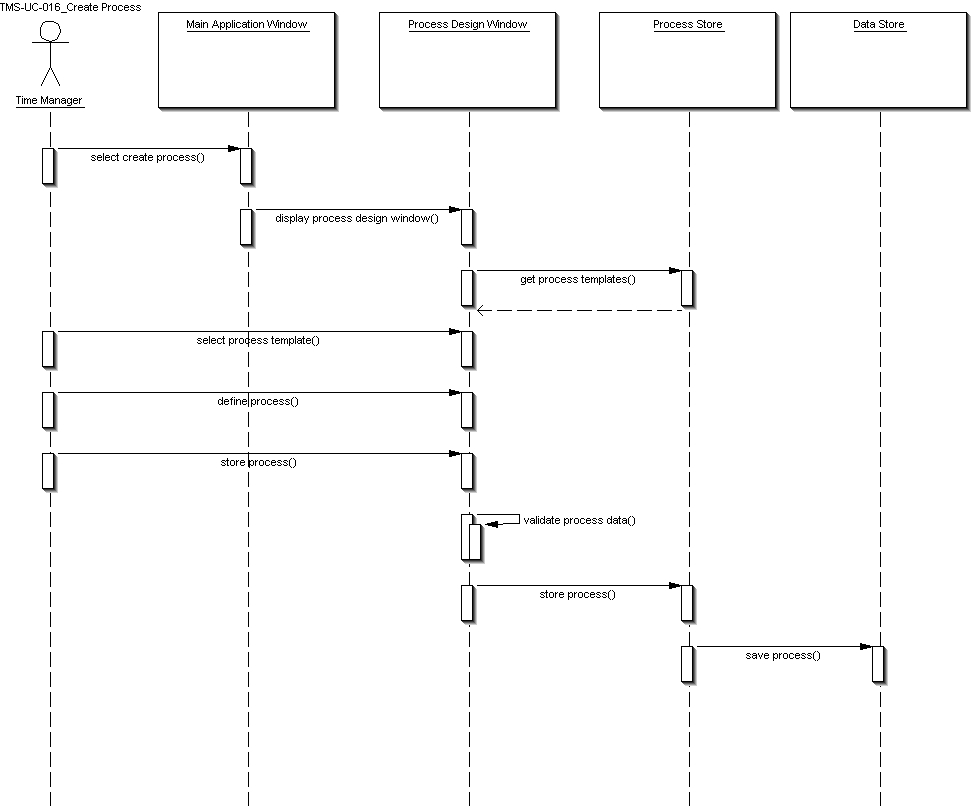 TMS-UC-016_Create Process
Main Application Window
Process Design Window
Process Store
Data Store
Time Manager
select create process()
display process design window()
get process templates()
select process template()
define process()
store process()
validate process data()
store process()
save process()